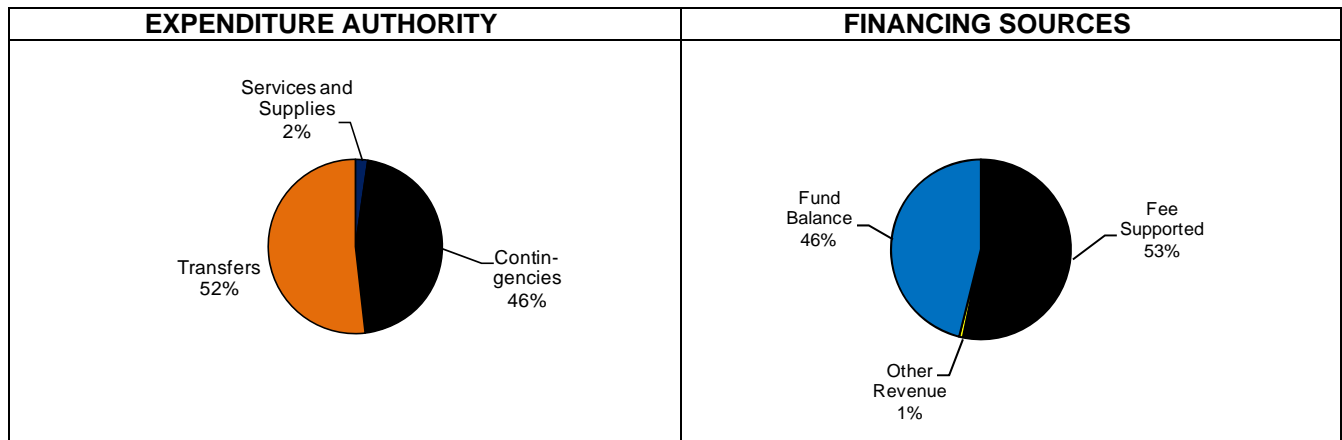 EXPENDITURE AUTHORITY
Services and
Supplies
2%
Transfers
52%
Contin-
gencies
46%
FINANCING SOURCES
Fund
Balance
46%
Fee
Supported
53%
Other
Revenue
1%